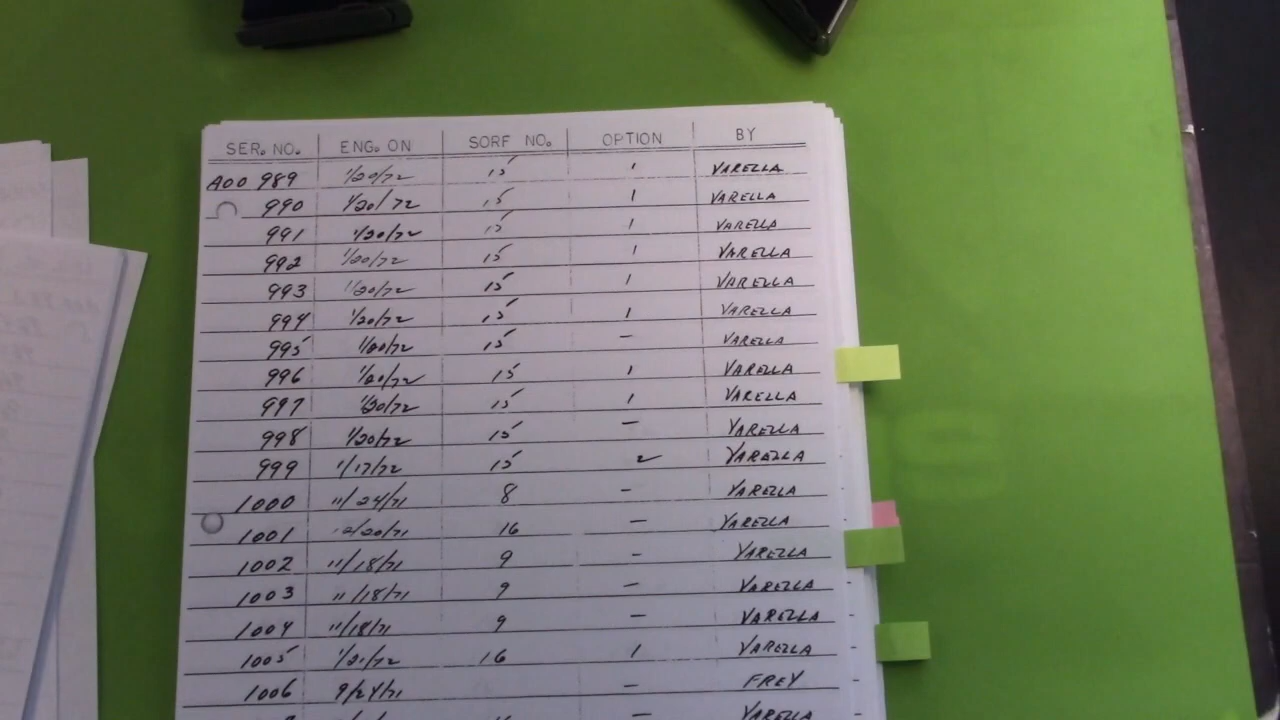 SER. NO. ENG. ON SORF NO. OPTION BY
A00 989 1/20/72 15 1 VARELLA
990 1/20/72 15 1 VARELLA
991 1/20/72 15 1 VARELLA
992 1/20/72 15 1 VARELLA
993 1/20/72 15 1 VARELLA
994 1/20/72 15 1 VARELLA
995 1/20/72 15 – VARELLA
996 1/20/72 15 1 VARELLA
997 1/20/72 15 1 VARELLA
998 1/20/72 15 – VARELLA
999 1/17/72 15 2 VARELLA
1000 11/24/71 8 – VARELLA
1001 12/20/71 16 – VARELLA
1002 11/18/71 9 – VARELLA
1003 11/18/71 9 – VARELLA
1004 11/18/71 9 – VARELLA
1005 1/21/72 16 1 VARELLA
1006 9/24/71 – FREY
VARELLA